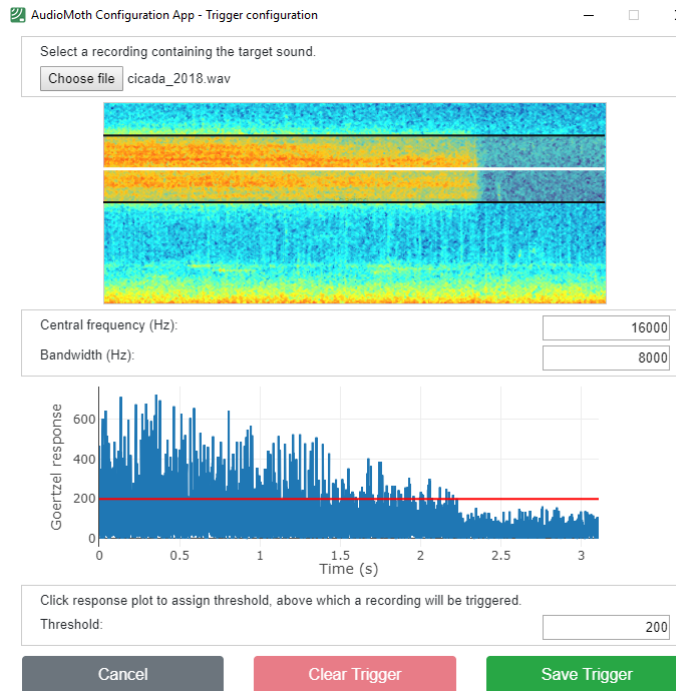 AudioMoth Configuration App - Trigger configuration
Select a recording containing the target sound.
Choose file cicada_2018.wav
Central frequency (Hz): 16000
Bandwidth (Hz): 8000
Goertzel response
600
400
200
0
0 0.5 1 1.5 2 2.5 3
Time (s)
Click response plot to assign threshold, above which a recording will be triggered.
Threshold: 200
Cancel Clear Trigger Save Trigger